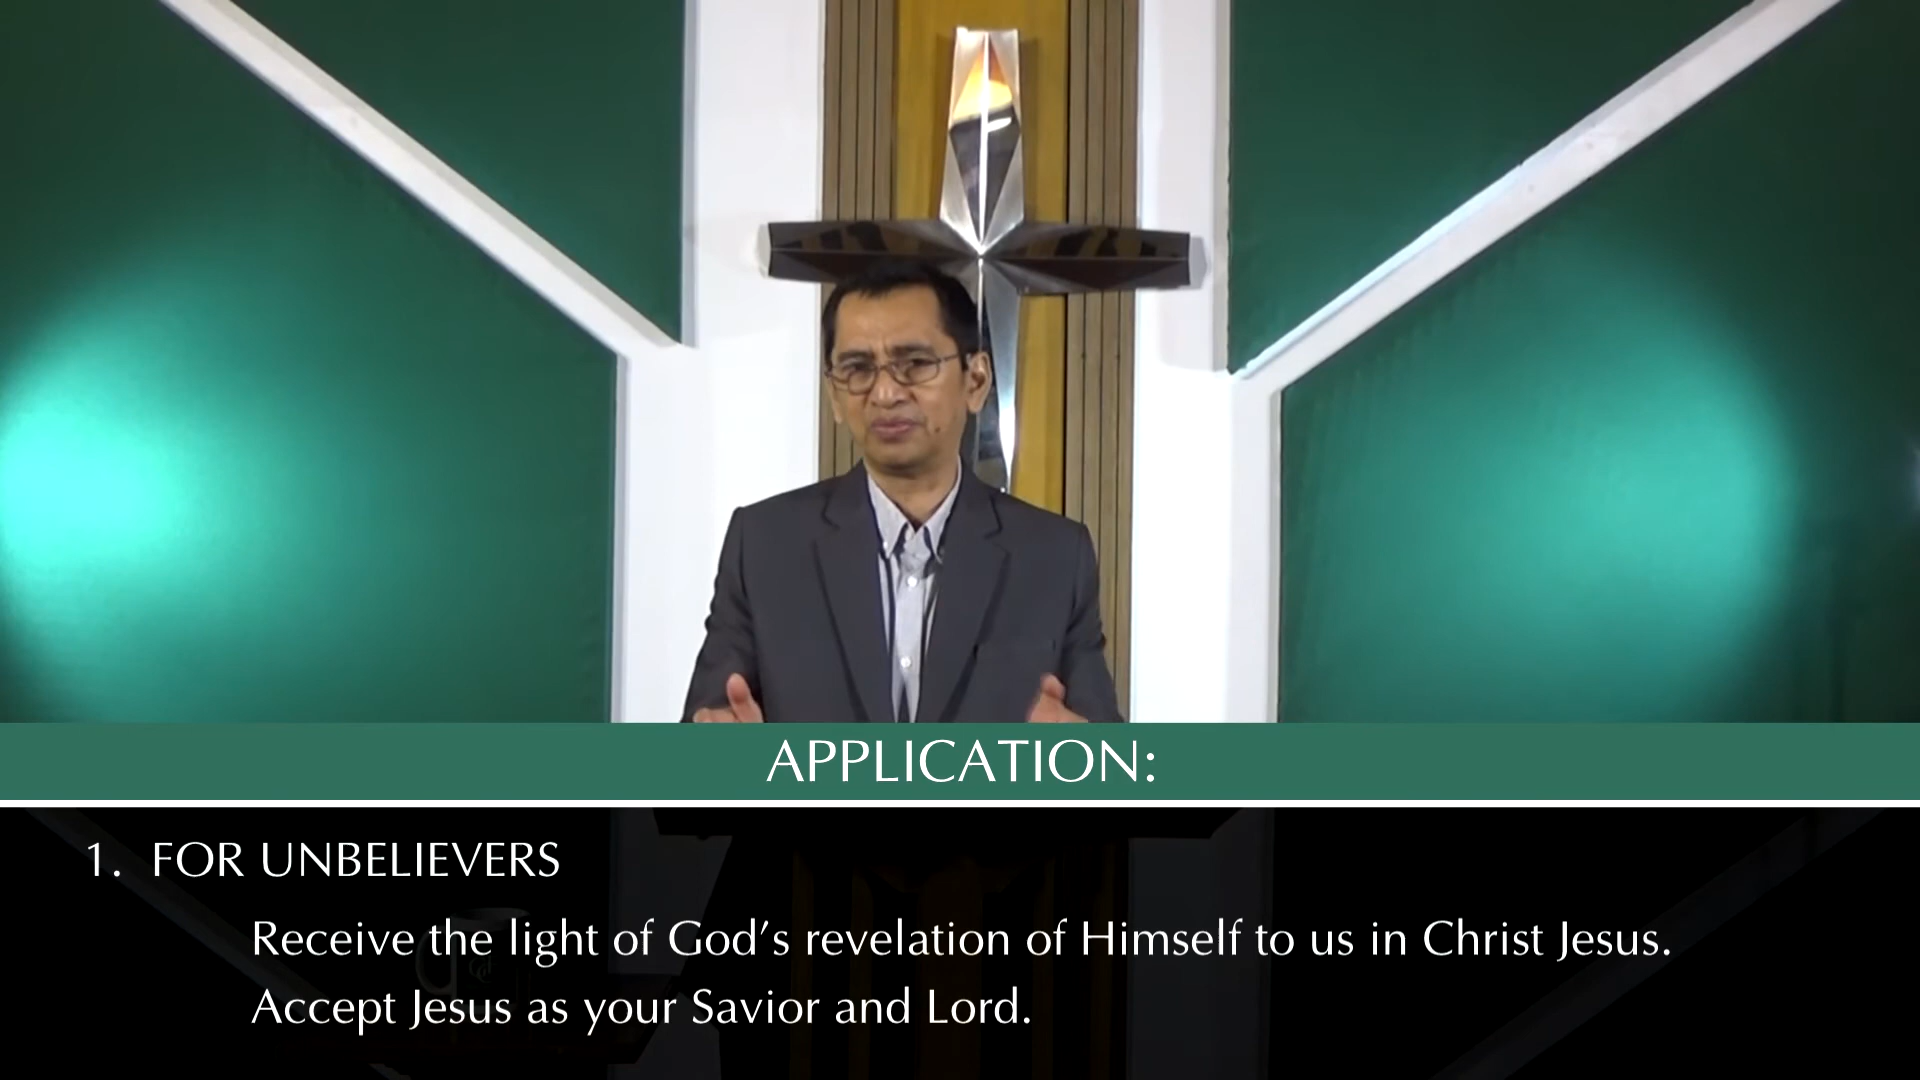 APPLICATION:
1. FOR UNBELIEVERS
Receive the light of God's revelation of Himself to us in Christ Jesus.
Accept Jesus as your Savior and Lord.